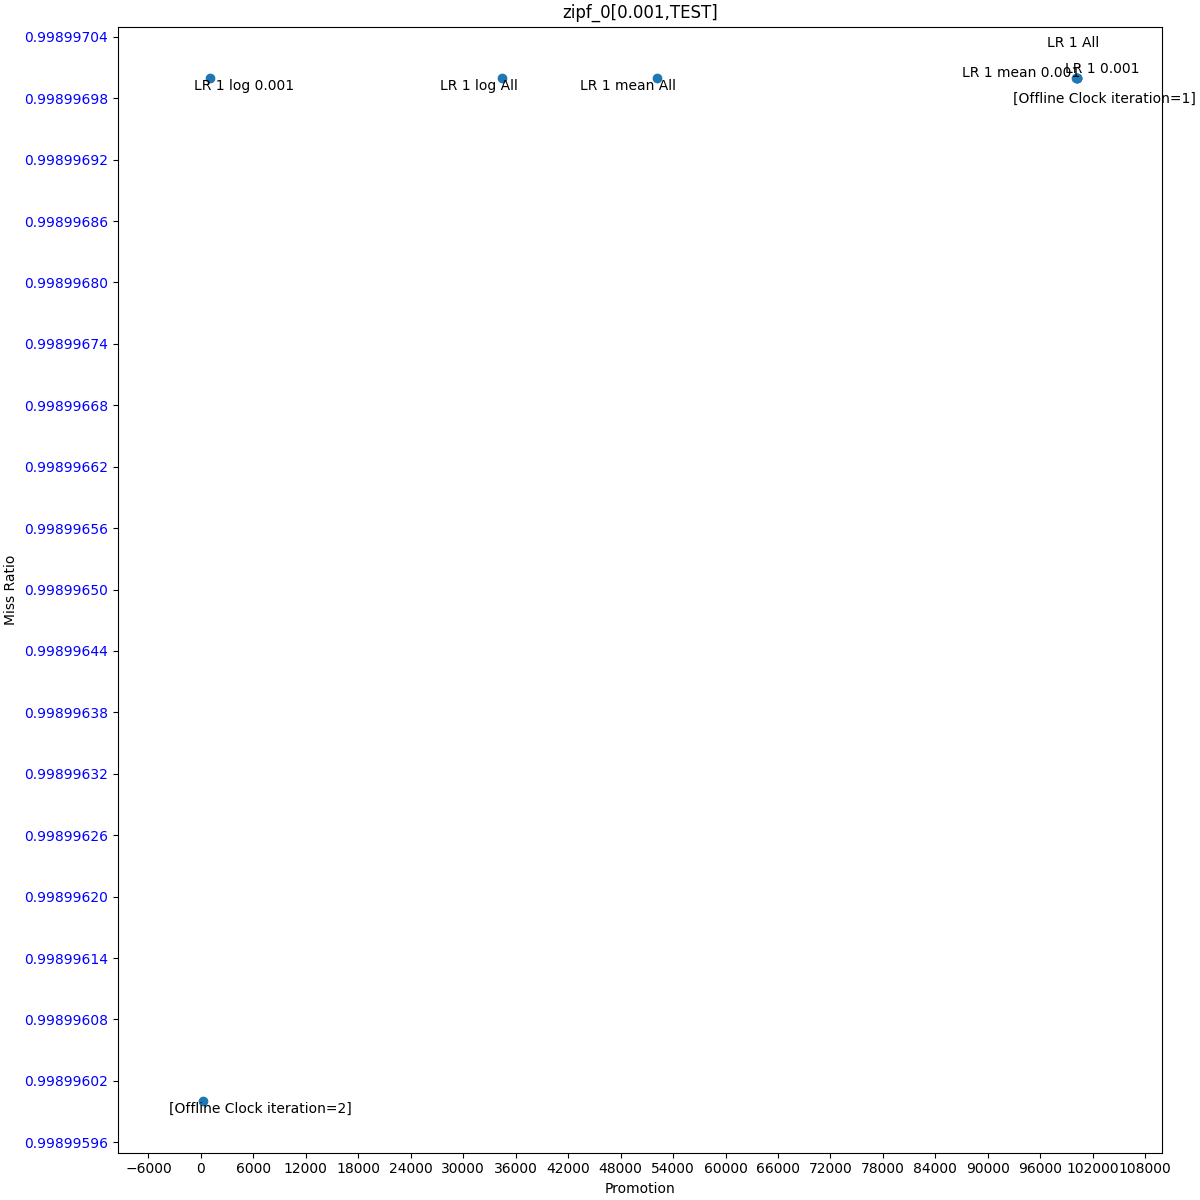 zipf_0[0.001,TEST]
0.99899704
0.99899698
0.99899692
0.99899686
0.99899680
0.99899674
0.99899668
0.99899662
0.99899656
0.99899650
0.99899644
0.99899638
0.99899632
0.99899626
0.99899620
0.99899614
0.99899608
0.99899602
0.99899596
Miss Ratio
LR 1 All
LR 1 0.001
LR 1 mean 0.001
LR 1 log 0.001
LR 1 log All
LR 1 mean All
[Offline Clock iteration=1]
[Offline Clock iteration=2]
−6000 0 6000 12000 18000 24000 30000 36000 42000 48000 54000 60000 66000 72000 78000 84000 90000 96000 102000 108000
Promotion